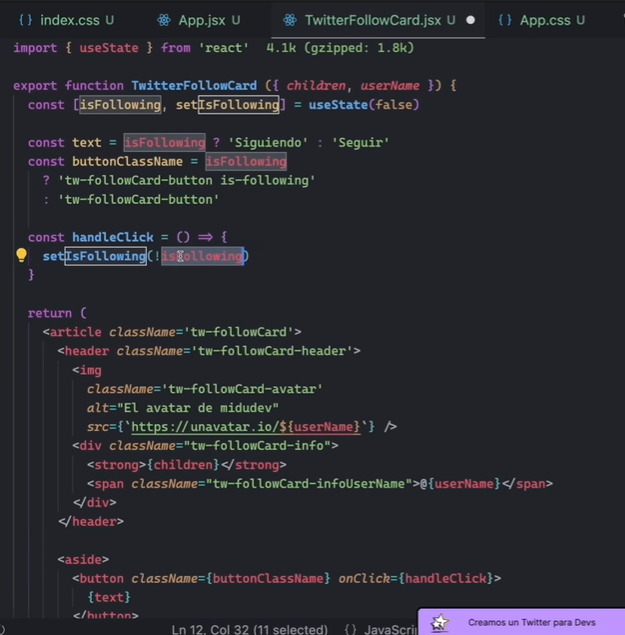 { } index.css U App.jsx U TwitterFollowCard.jsx U ● { } App.css U
import { useState } from 'react' 4.1k (gzipped: 1.8k)
export function TwitterFollowCard ({ children, userName }) {
const [isFollowing, setIsFollowing] = useState(false)
const text = isFollowing ? 'Siguiendo' : 'Seguir'
const buttonClassName = isFollowing
? 'tw-followCard-button is-following'
: 'tw-followCard-button'
const handleClick = () => {
setIsFollowing(!isFollowing)
}
return (
<article className='tw-followCard'>
<header className='tw-followCard-header'>
<img
className='tw-followCard-avatar'
alt="El avatar de midudev"
src={`https://unavatar.io/${userName}`} />
<div className="tw-followCard-info">
<strong>{children}</strong>
<span className="tw-followCard-infoUserName">@{userName}</span>
</div>
</header>
<aside>
<button className={buttonClassName} onClick={handleClick}>
{text}
</button>
Ln 12, Col 32 (11 selected) { } JavaScri
Creamos un Twitter para Devs